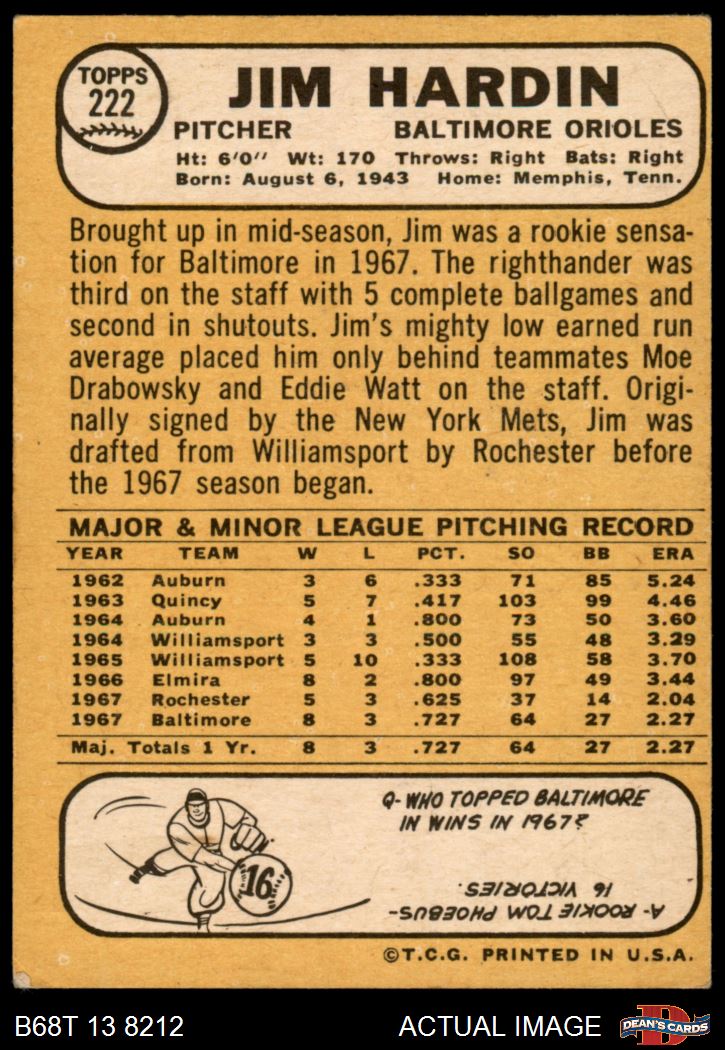 TOPPS
222
JIM HARDIN
PITCHER BALTIMORE ORIOLES
Ht: 6'0" Wt: 170 Throws: Right Bats: Right
Born: August 6, 1943 Home: Memphis, Tenn.
Brought up in mid-season, Jim was a rookie sensa-
tion for Baltimore in 1967. The righthander was
third on the staff with 5 complete ballgames and
second in shutouts. Jim's mighty low earned run
average placed him only behind teammates Moe
Drabowsky and Eddie Watt on the staff. Origi-
nally signed by the New York Mets, Jim was
drafted from Williamsport by Rochester before
the 1967 season began.
MAJOR & MINOR LEAGUE PITCHING RECORD
YEAR TEAM W L PCT. SO BB ERA
1962 Auburn 3 6 .333 71 85 5.24
1963 Quincy 5 7 .417 103 99 4.46
1964 Auburn 4 1 .800 73 50 3.60
1964 Williamsport 3 3 .500 55 48 3.29
1965 Williamsport 5 10 .333 108 58 3.70
1966 Elmira 8 2 .800 97 49 3.44
1967 Rochester 5 3 .625 37 14 2.04
1967 Baltimore 8 3 .727 64 27 2.27
Maj. Totals 1 Yr. 8 3 .727 64 27 2.27
16
Q- WHO TOPPED BALTIMORE
IN WINS IN 1967?
A- ROOKIE TOM PHOEBUS-
16 VICTORIES.
©T.C.G. PRINTED IN U.S.A.
B68T 13 8212 ACTUAL IMAGE
D
DEAN'S CARDS